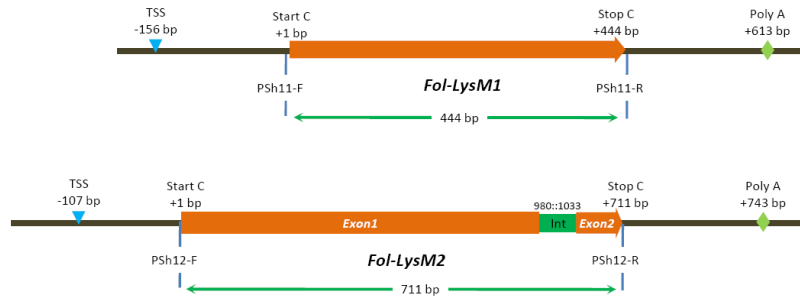 TSS
-156 bp
Start C
+1 bp
Stop C
+444 bp
Poly A
+613 bp
PSh11-F
Fol-LysM1
PSh11-R
444 bp
TSS
-107 bp
Start C
+1 bp
980::1033
Stop C
+711 bp
Poly A
+743 bp
Exon1
Int
Exon2
PSh12-F
Fol-LysM2
PSh12-R
711 bp